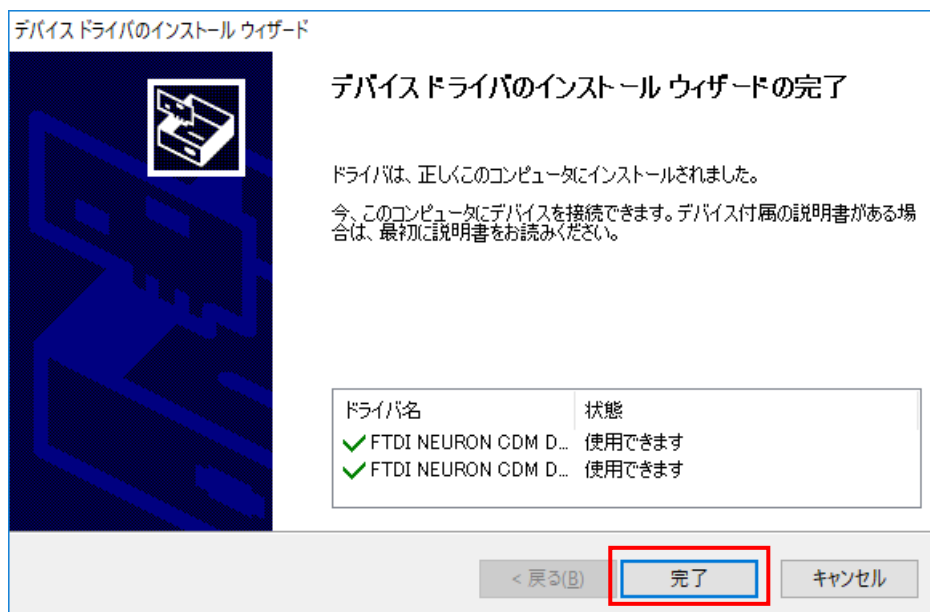 デバイス ドライバのインストール ウィザード
デバイス ドライバのインストール ウィザードの完了
ドライバは、正しくこのコンピュータにインストールされました。
今、このコンピュータにデバイスを接続できます。デバイス付属の説明書がある場
合は、最初に説明書をお読みください。
ドライバ名 状態
FTDI NEURON CDM D... 使用できます
FTDI NEURON CDM D... 使用できます
< 戻る(B) 完了 キャンセル